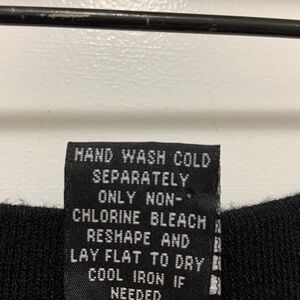 HAND WASH COLD
SEPARATELY
ONLY NON-
CHLORINE BLEACH
RESHAPE AND
LAY FLAT TO DRY
COOL IRON IF
NEEDED